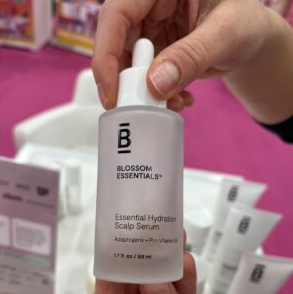 B
BLOSSOM
ESSENTIALS®
Essential Hydration
Scalp Serum
Adaptogens + Pro Vitamin B5
1.7 fl oz / 50 ml
B
B
B